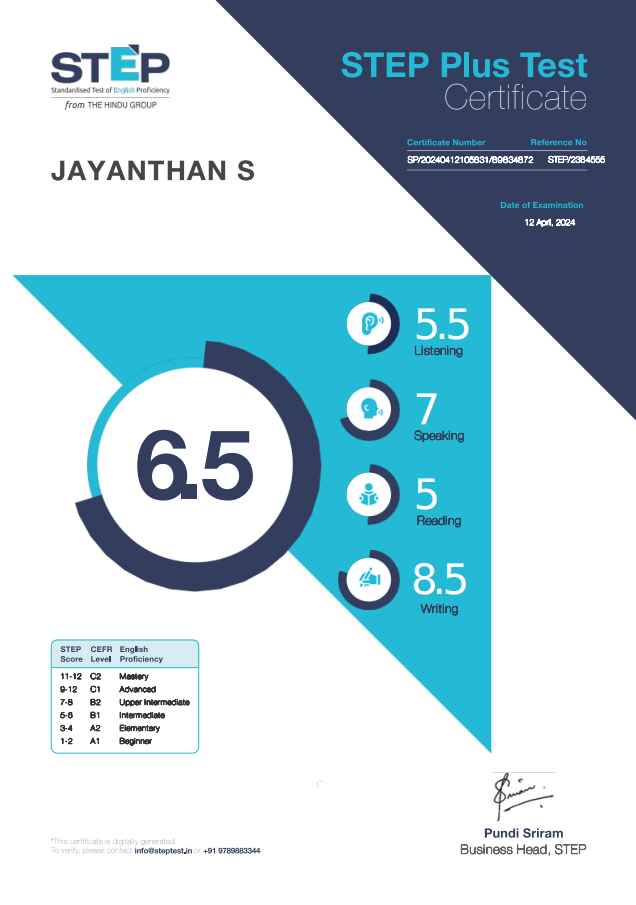 STEP
Standardised Test of English Proficiency
from THE HINDU GROUP
STEP Plus Test
Certificate
Certificate Number Reference No
SP/20240412105831/89834872 STEP/2384555
JAYANTHAN S
Date of Examination
12 April, 2024
5.5
Listening
7
Speaking
6.5
5
Reading
8.5
Writing
STEP Score CEFR Level English Proficiency
11-12 C2 Mastery
9-12 C1 Advanced
7-8 B2 Upper Intermediate
5-6 B1 Intermediate
3-4 A2 Elementary
1-2 A1 Beginner
Pundi Sriram
Business Head, STEP
*This certificate is digitally generated.
To verify, please contact info@steptest.in or +91 9789883344